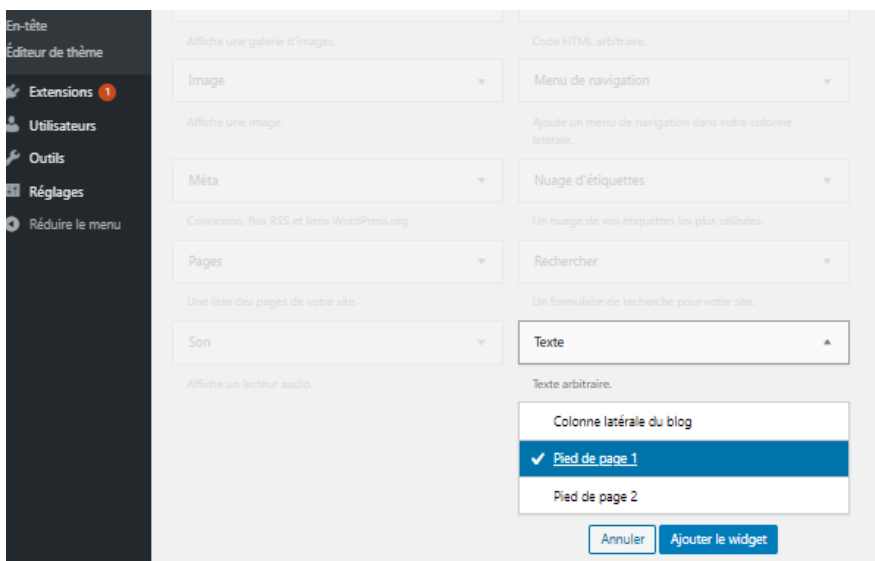 En-tête
Éditeur de thème
Extensions 1
Utilisateurs
Outils
Réglages
Réduire le menu
Affiche une galerie d'images.
Code HTML arbitraire.
Image
Menu de navigation
Affiche une image.
Ajoute un menu de navigation dans votre colonne
latérale.
Méta
Nuage d'étiquettes
Connexion, flux RSS et liens WordPress.org.
Un nuage de vos étiquettes les plus utilisées.
Pages
Rechercher
Une liste des pages de votre site.
Un formulaire de recherche pour votre site.
Son
Texte
Affiche un lecteur audio.
Texte arbitraire.
Colonne latérale du blog
Pied de page 1
Pied de page 2
Annuler
Ajouter le widget